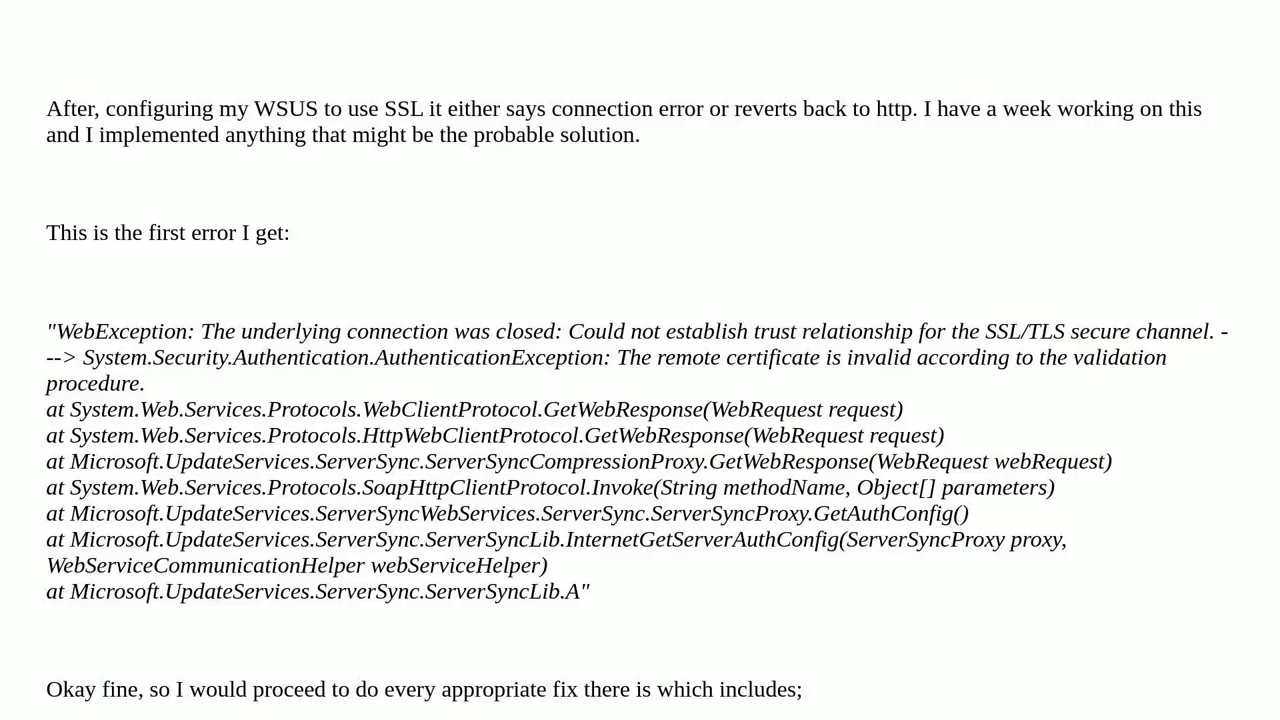 After, configuring my WSUS to use SSL it either says connection error or reverts back to http. I have a week working on this
and I implemented anything that might be the probable solution.
This is the first error I get:
"WebException: The underlying connection was closed: Could not establish trust relationship for the SSL/TLS secure channel. -
--> System.Security.Authentication.AuthenticationException: The remote certificate is invalid according to the validation
procedure.
at System.Web.Services.Protocols.WebClientProtocol.GetWebResponse(WebRequest request)
at System.Web.Services.Protocols.HttpWebClientProtocol.GetWebResponse(WebRequest request)
at Microsoft.UpdateServices.ServerSync.ServerSyncCompressionProxy.GetWebResponse(WebRequest webRequest)
at System.Web.Services.Protocols.SoapHttpClientProtocol.Invoke(String methodName, Object[] parameters)
at Microsoft.UpdateServices.ServerSyncWebServices.ServerSync.ServerSyncProxy.GetAuthConfig()
at Microsoft.UpdateServices.ServerSync.ServerSyncLib.InternetGetServerAuthConfig(ServerSyncProxy proxy,
WebServiceCommunicationHelper webServiceHelper)
at Microsoft.UpdateServices.ServerSync.ServerSyncLib.A"
Okay fine, so I would proceed to do every appropriate fix there is which includes;